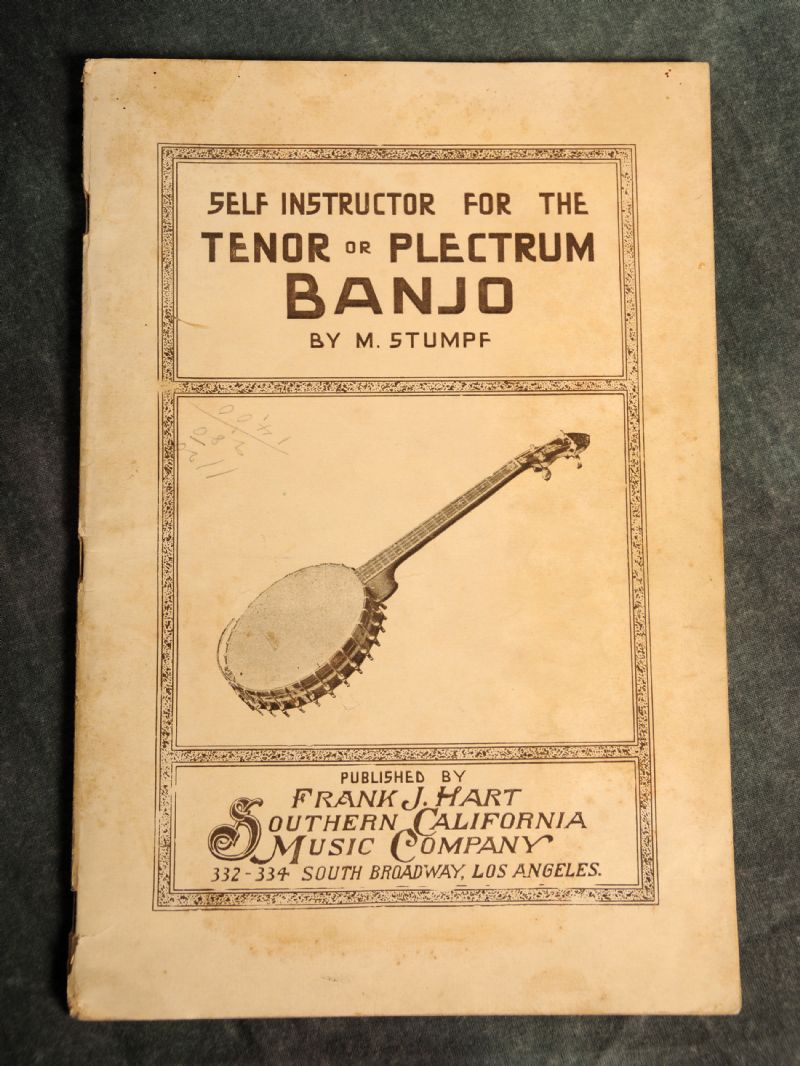 SELF INSTRUCTOR FOR THE
TENOR OR PLECTRUM
BANJO
BY M. STUMPF
PUBLISHED BY
FRANK J. HART
SOUTHERN CALIFORNIA
MUSIC COMPANY
332-334 SOUTH BROADWAY, LOS ANGELES.